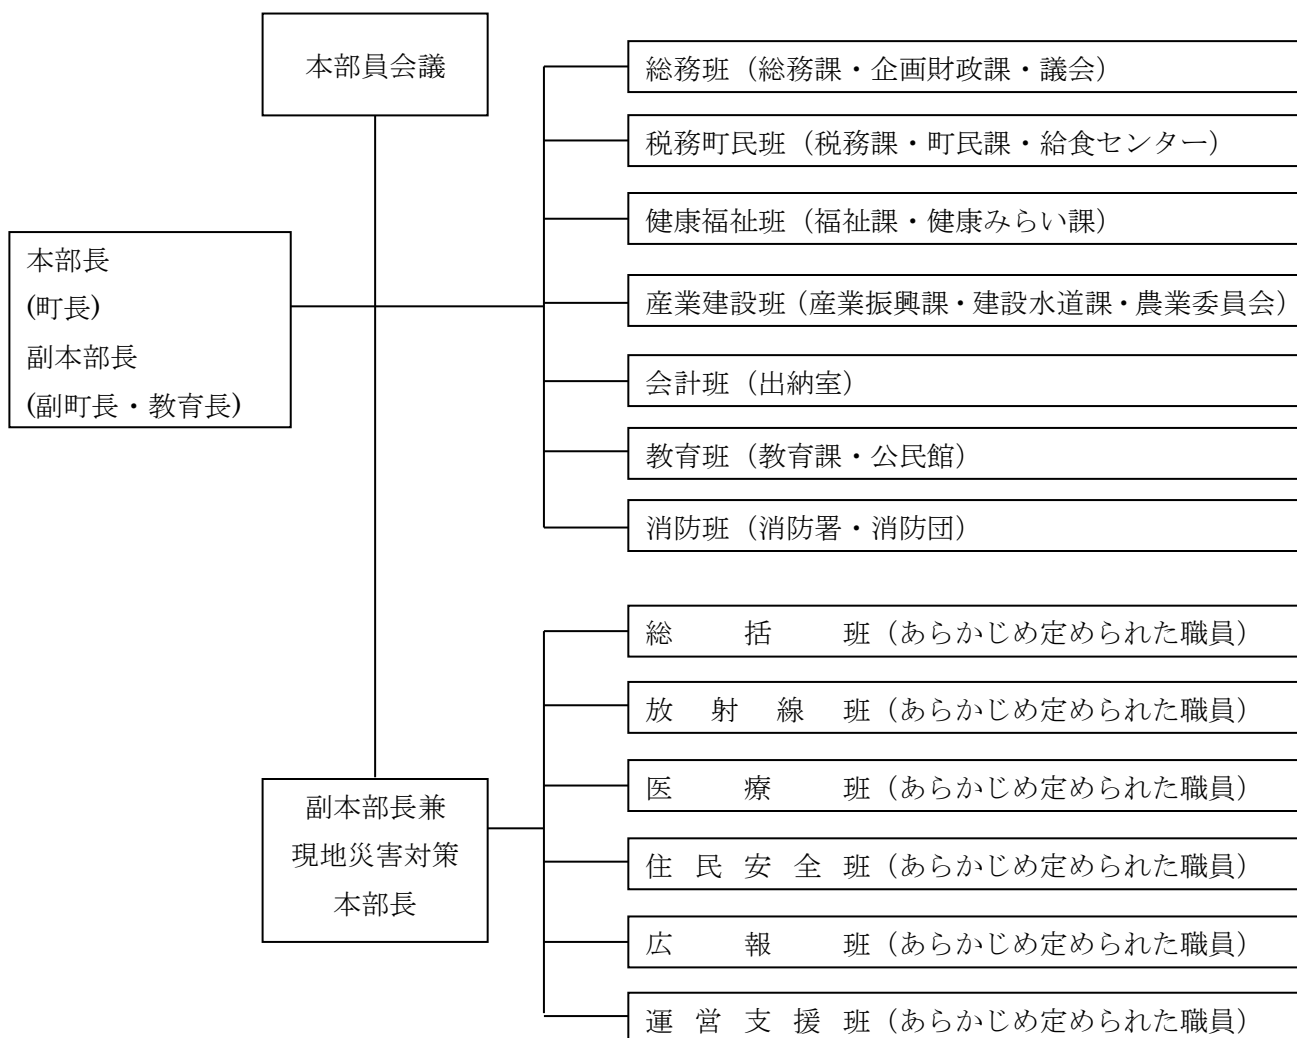 本部員会議
本部長
(町長)
副本部長
(副町長・教育長)
総務班（総務課・企画財政課・議会）
税務町民班（税務課・町民課・給食センター）
健康福祉班（福祉課・健康みらい課）
産業建設班（産業振興課・建設水道課・農業委員会）
会計班（出納室）
教育班（教育課・公民館）
消防班（消防署・消防団）
副本部長兼
現地災害対策
本部長
総括班（あらかじめ定められた職員）
放射線班（あらかじめ定められた職員）
医療班（あらかじめ定められた職員）
住民安全班（あらかじめ定められた職員）
広報班（あらかじめ定められた職員）
運営支援班（あらかじめ定められた職員）